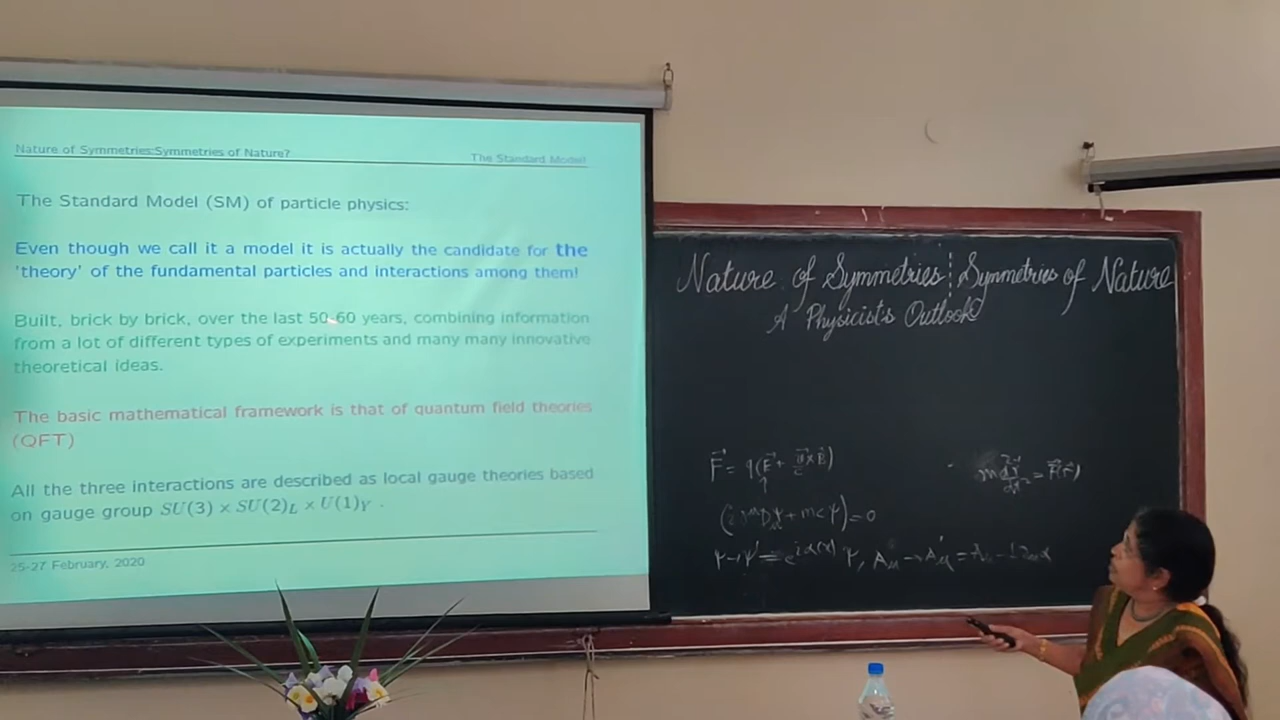 Nature of Symmetries:Symmetries of Nature?
The Standard Model!
The Standard Model (SM) of particle physics:
Even though we call it a model it is actually the candidate for the
'theory' of the fundamental particles and interactions among them!
Built, brick by brick, over the last 50-60 years, combining information
from a lot of different types of experiments and many many innovative
theoretical ideas.
The basic mathematical framework is that of quantum field theories
(QFT)
All the three interactions are described as local gauge theories based
on gauge group SU(3) × SU(2)_L × U(1)_Y .
25-27 February, 2020
Nature of Symmetries: Symmetries of Nature
A Physicist's Outlook
m d²r⃗/dt² = F⃗(r⃗)